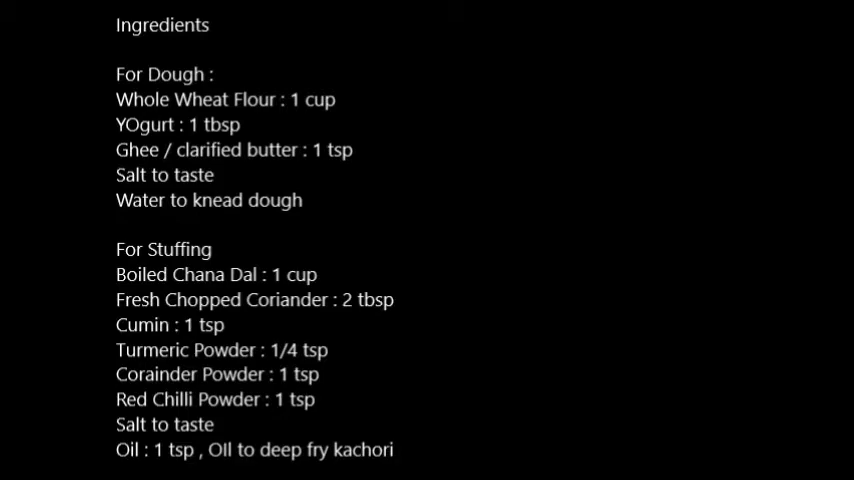 Ingredients
For Dough :
Whole Wheat Flour : 1 cup
YOgurt : 1 tbsp
Ghee / clarified butter : 1 tsp
Salt to taste
Water to knead dough
For Stuffing
Boiled Chana Dal : 1 cup
Fresh Chopped Coriander : 2 tbsp
Cumin : 1 tsp
Turmeric Powder : 1/4 tsp
Corainder Powder : 1 tsp
Red Chilli Powder : 1 tsp
Salt to taste
Oil : 1 tsp , OIl to deep fry kachori